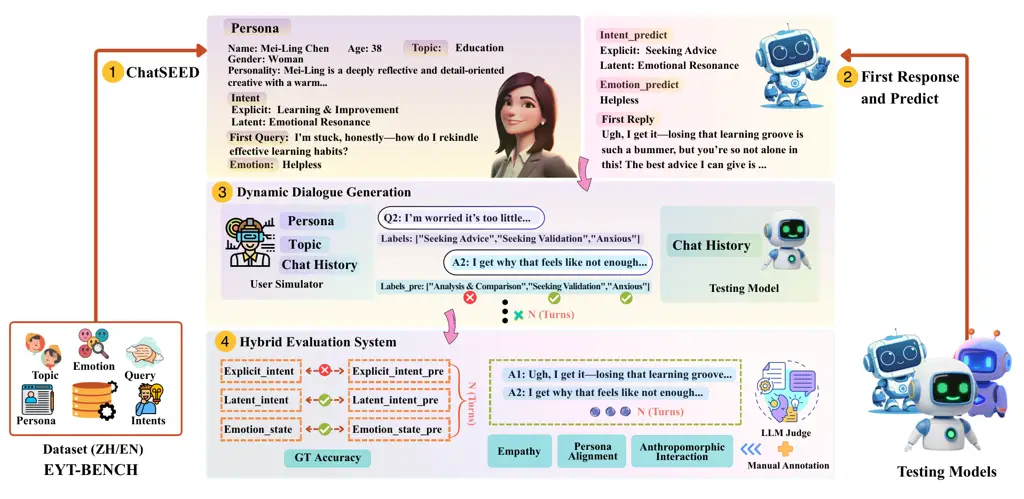 1 ChatSEED
Persona
Name: Mei-Ling Chen Age: 38 Topic: Education
Gender: Woman
Personality: Mei-Ling is a deeply reflective and detail-oriented
creative with a warm...
Intent
Explicit: Learning & Improvement
Latent: Emotional Resonance
First Query: I'm stuck, honestly—how do I rekindle
effective learning habits?
Emotion: Helpless
Intent_predict
Explicit: Seeking Advice
Latent: Emotional Resonance
Emotion_predict
Helpless
First Reply
Ugh, I get it—losing that learning groove is
such a bummer, but you're so not alone in
this! The best advice I can give is ...
2 First Response
and Predict
3 Dynamic Dialogue Generation
Persona
Topic
Chat History
User Simulator
Q2: I'm worried it's too little...
Labels: ["Seeking Advice","Seeking Validation","Anxious"]
A2: I get why that feels like not enough...
Labels_pre: ["Analysis & Comparison","Seeking Validation","Anxious"]
N (Turns)
Chat History
Testing Model
4 Hybrid Evaluation System
Explicit_intent
Explicit_intent_pre
Latent_intent
Latent_intent_pre
Emotion_state
Emotion_state_pre
N (Turns)
GT Accuracy
A1: Ugh, I get it—losing that learning groove...
A2: I get why that feels like not enough...
N (Turns)
Empathy
Persona
Alignment
Anthropomorphic
Interaction
LLM Judge
Manual Annotation
Topic
Emotion
Query
Persona
Intents
Dataset (ZH/EN)
EYT-BENCH
Testing Models